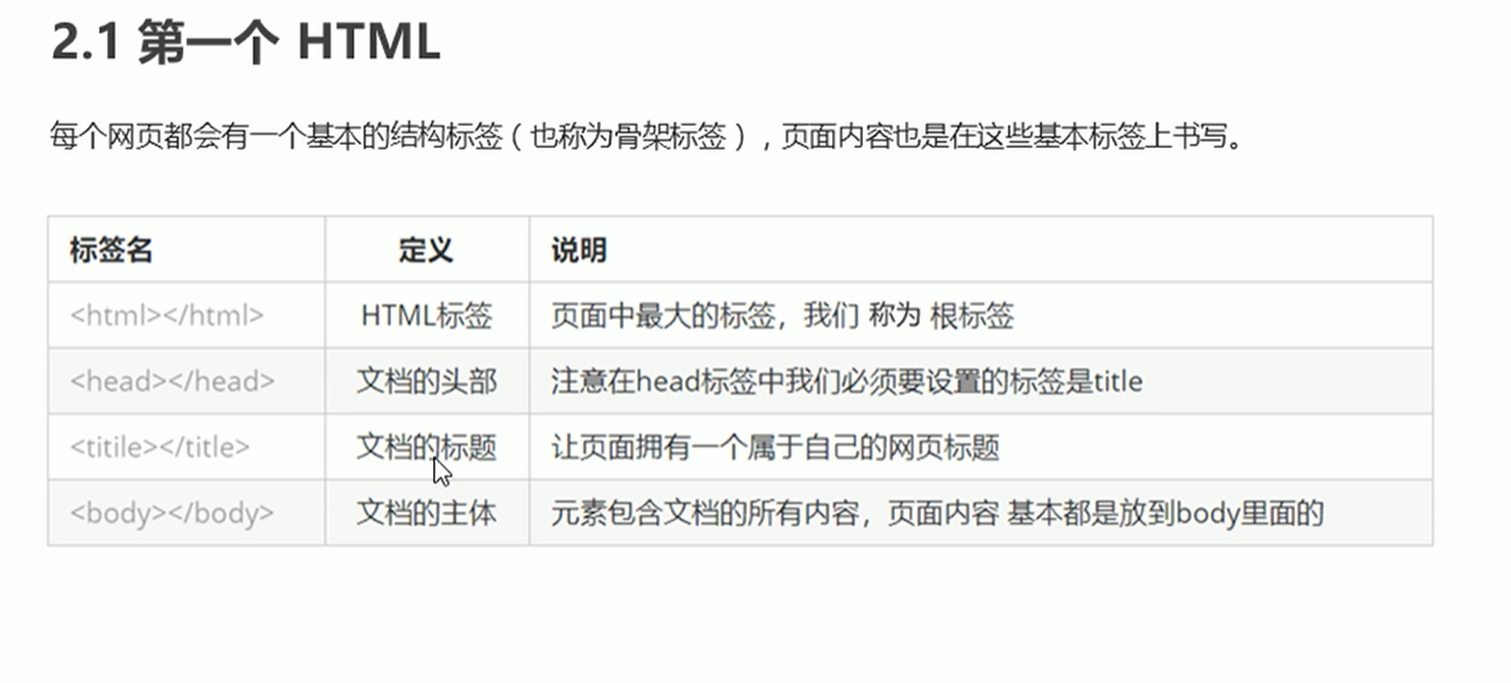 2.1 第一个 HTML
每个网页都会有一个基本的结构标签（也称为骨架标签），页面内容也是在这些基本标签上书写。
标签名 定义 说明
<html></html> HTML标签 页面中最大的标签，我们 称为 根标签
<head></head> 文档的头部 注意在head标签中我们必须要设置的标签是title
<titile></title> 文档的标题 让页面拥有一个属于自己的网页标题
<body></body> 文档的主体 元素包含文档的所有内容，页面内容 基本都是放到body里面的